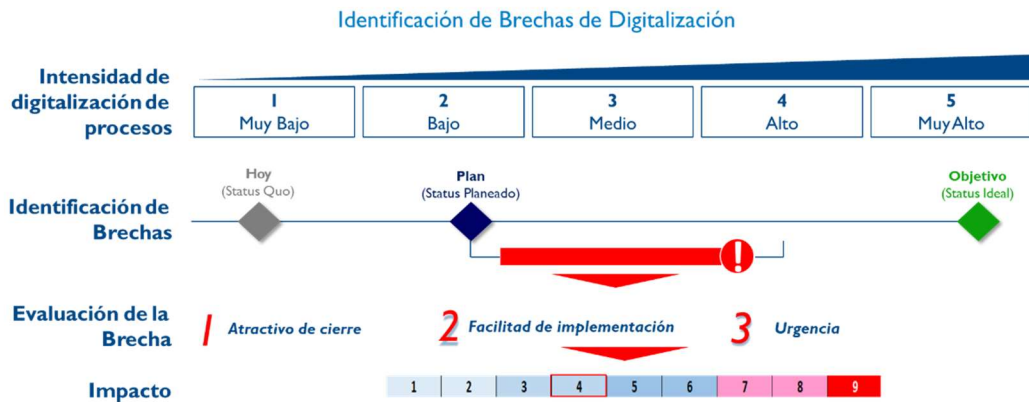 Identificación de Brechas de Digitalización
Intensidad de
digitalización de
procesos
1
Muy Bajo
2
Bajo
3
Medio
4
Alto
5
Muy Alto
Identificación de
Brechas
Hoy
(Status Quo)
Plan
(Status Planeado)
Objetivo
(Status Ideal)
!
Evaluación de la
Brecha
1 Atractivo de cierre
2 Facilitad de implementación
3 Urgencia
Impacto
1 2 3 4 5 6 7 8 9